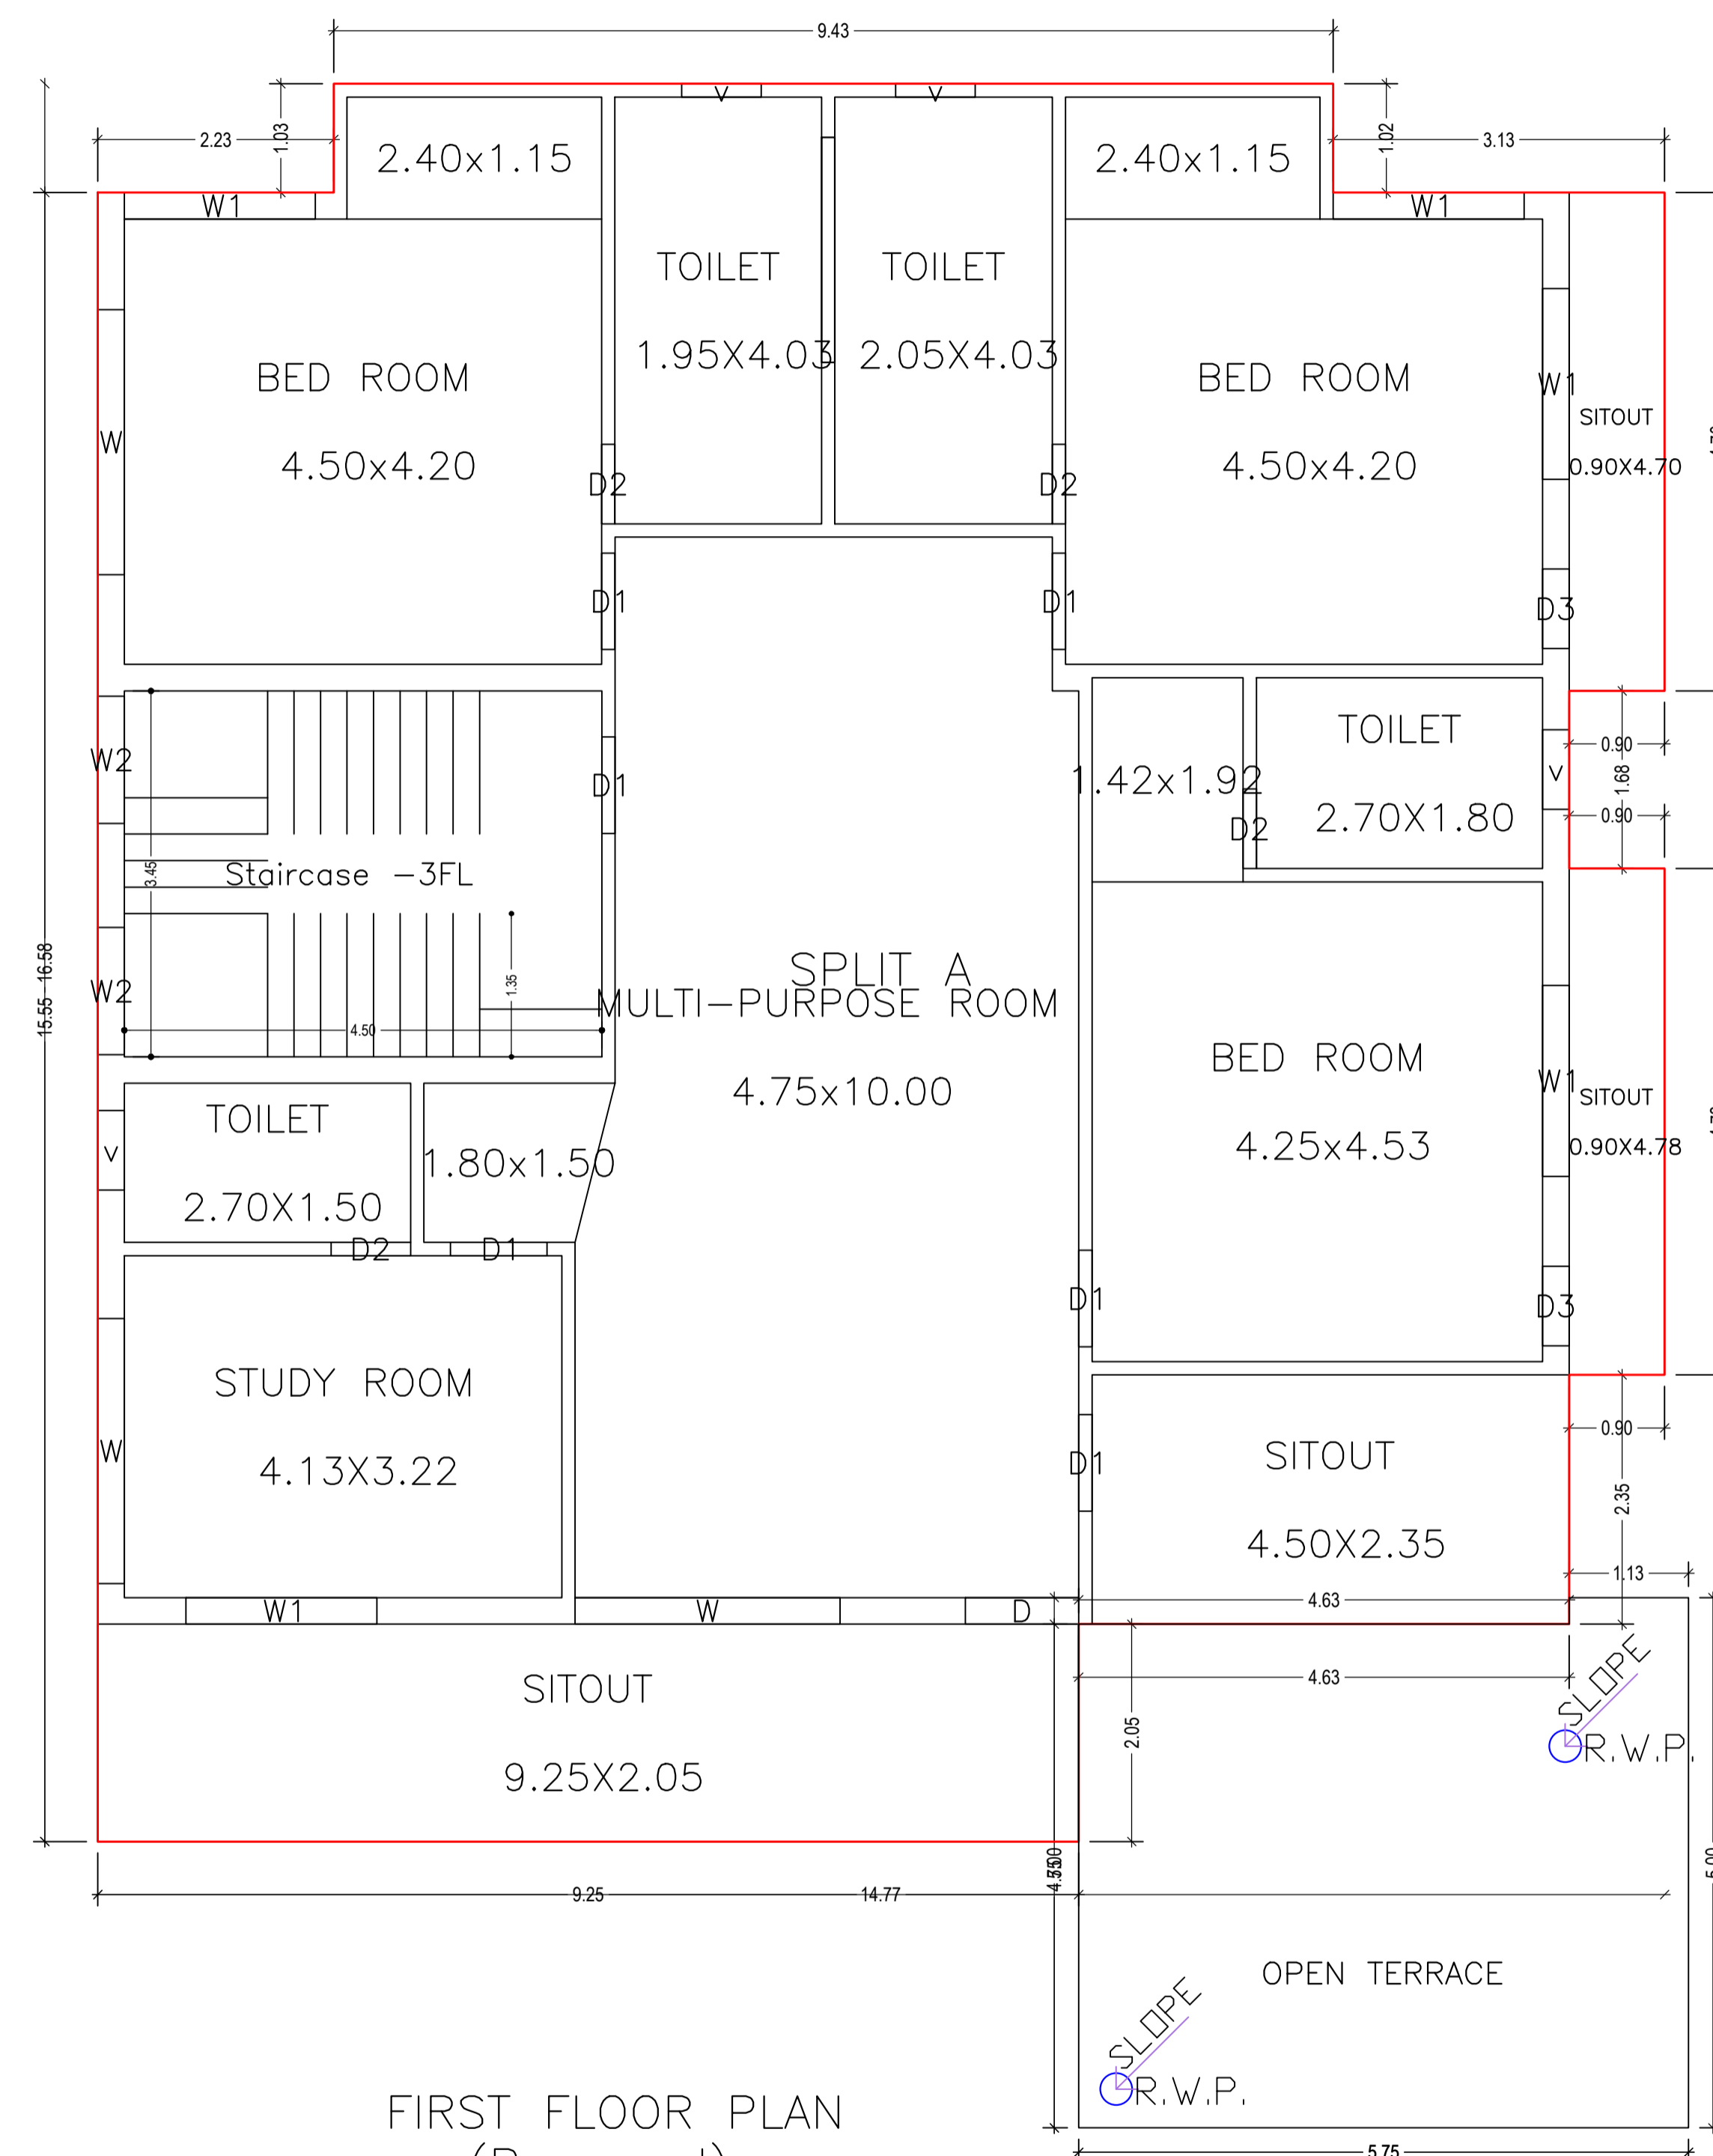 9.43
2.23
1.03
1.02
3.13
V
V
2.40x1.15
2.40x1.15
W1
W1
TOILET
TOILET
1.95X4.03
2.05X4.03
BED ROOM
4.50x4.20
BED ROOM
4.50x4.20
W1
SITOUT
0.90X4.70
W
D2
D2
D1
D1
D3
TOILET
2.70X1.80
1.42x1.92
0.90
1.68
0.90
V
D2
W2
D1
Staircase -3FL
3.45
1.35
4.50
W2
15.55
16.58
SPLIT A
MULTI-PURPOSE ROOM
4.75x10.00
BED ROOM
4.25x4.53
W1
SITOUT
0.90X4.78
TOILET
2.70X1.50
V
1.80x1.50
D2
D1
D1
D3
STUDY ROOM
4.13X3.22
W
D1
SITOUT
4.50X2.35
0.90
2.35
1.13
W1
W
D
4.63
4.63
SITOUT
9.25X2.05
2.05
SLOPE
R.W.P.
9.25
14.77
5.00
OPEN TERRACE
SLOPE
R.W.P.
FIRST FLOOR PLAN
5.75